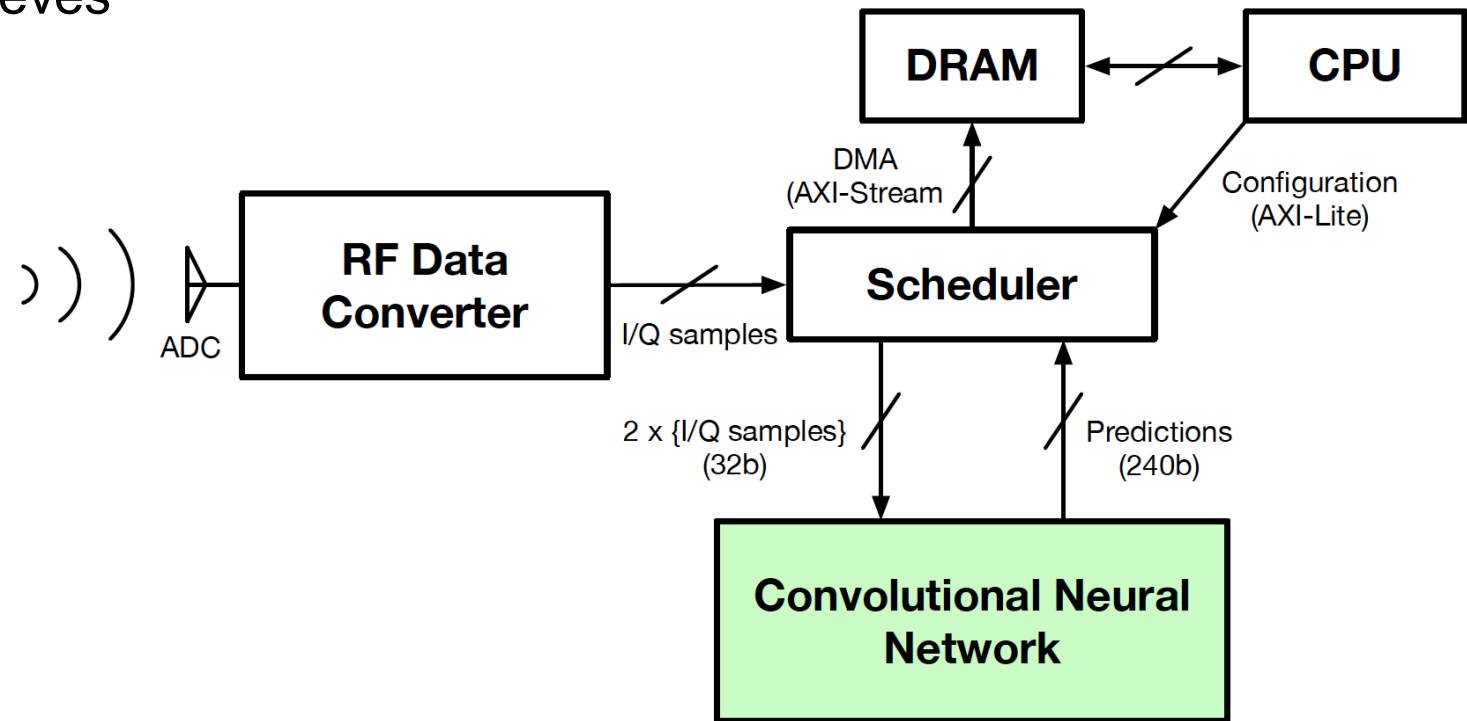 DRAM
CPU
DMA
(AXI-Stream
Configuration
(AXI-Lite)
RF Data
Converter
ADC
I/Q samples
Scheduler
2 x {I/Q samples}
(32b)
Predictions
(240b)
Convolutional Neural
Network